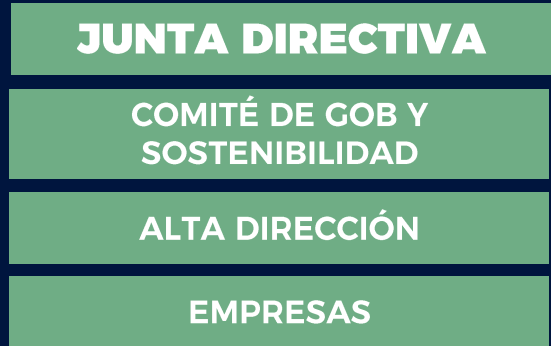 JUNTA DIRECTIVA
COMITÉ DE GOB Y
SOSTENIBILIDAD
ALTA DIRECCIÓN
EMPRESAS